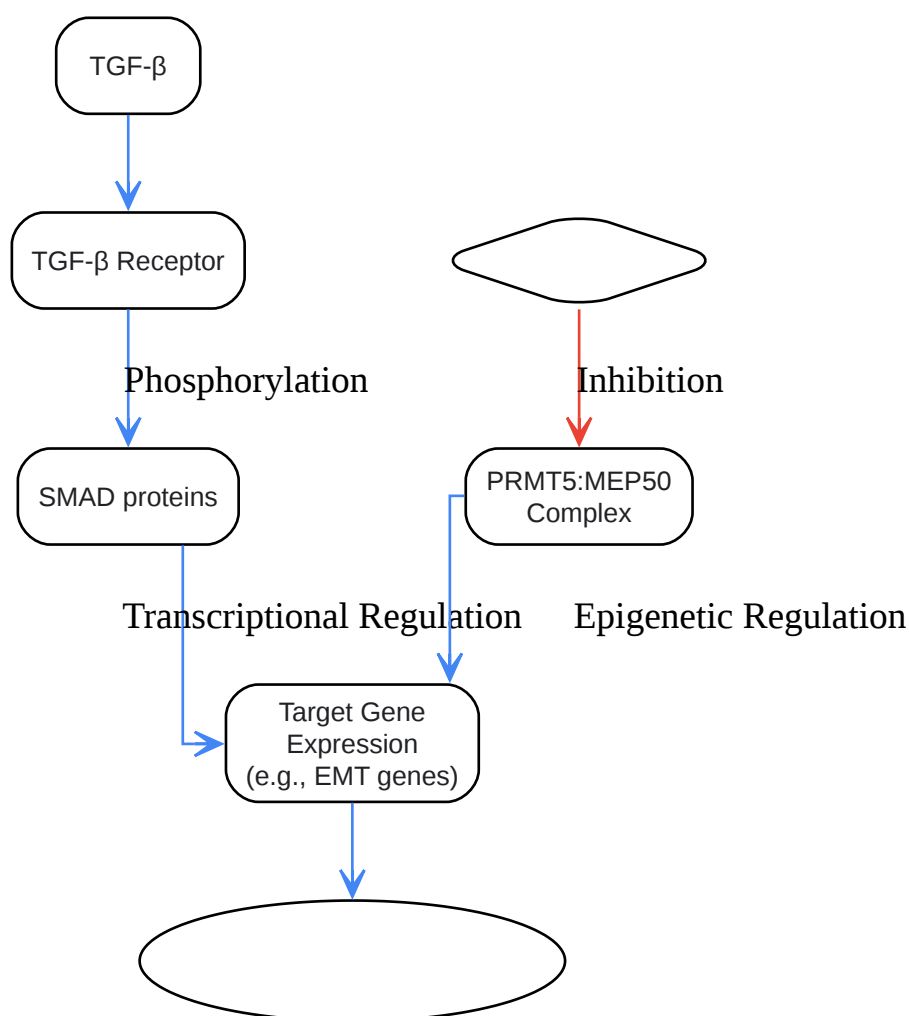 TGF-β
TGF-β Receptor
Phosphorylation
Inhibition
SMAD proteins
PRMT5:MEP50
Complex
Transcriptional Regulation
Epigenetic Regulation
Target Gene
Expression
(e.g., EMT genes)